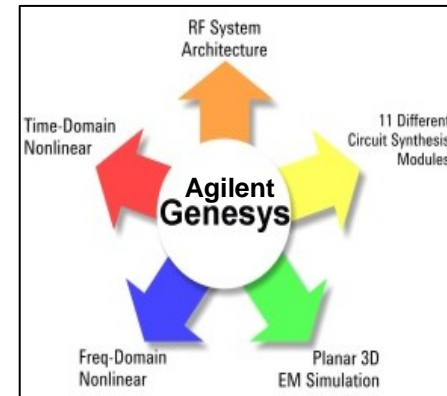 RF System
Architecture
Time-Domain
Nonlinear
11 Different
Circuit Synthesis
Modules
Agilent
Genesys
Freq-Domain
Nonlinear
Planar 3D
EM Simulation